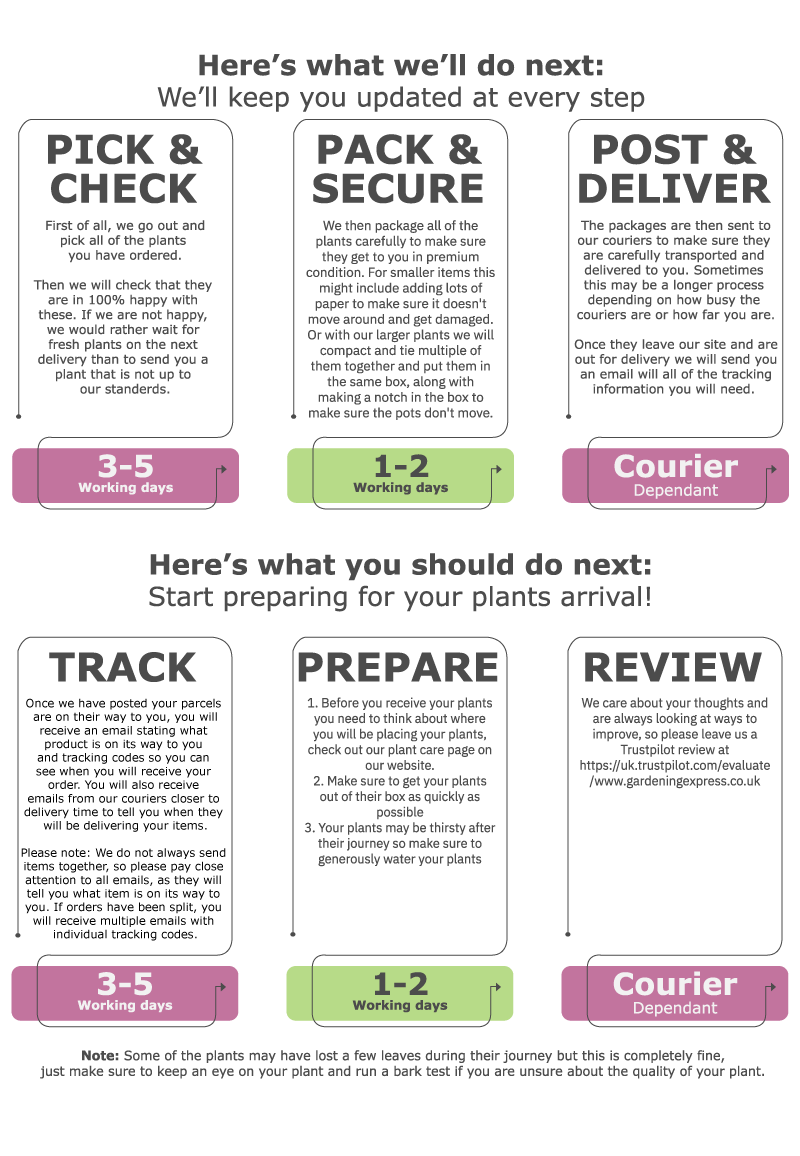 Here’s what we’ll do next:
We’ll keep you updated at every step
PICK &
CHECK
First of all, we go out and
pick all of the plants
you have ordered.
Then we will check that they
are in 100% happy with
these. If we are not happy,
we would rather wait for
fresh plants on the next
delivery than to send you a
plant that is not up to
our standerds.
3-5
Working days
PACK &
SECURE
We then package all of the
plants carefully to make sure
they get to you in premium
condition. For smaller items this
might include adding lots of
paper to make sure it doesn't
move around and get damaged.
Or with our larger plants we will
compact and tie multiple of
them together and put them in
the same box, along with
making a notch in the box to
make sure the pots don't move.
1-2
Working days
POST &
DELIVER
The packages are then sent to
our couriers to make sure they
are carefully transported and
delivered to you. Sometimes
this may be a longer process
depending on how busy the
couriers are or how far you are.
Once they leave our site and are
out for delivery we will send you
an email will all of the tracking
information you will need.
Courier
Dependant
Here’s what you should do next:
Start preparing for your plants arrival!
TRACK
Once we have posted your parcels
are on their way to you, you will
receive an email stating what
product is on its way to you
and tracking codes so you can
see when you will receive your
order. You will also receive
emails from our couriers closer to
delivery time to tell you when they
will be delivering your items.
Please note: We do not always send
items together, so please pay close
attention to all emails, as they will
tell you what item is on its way to
you. If orders have been split, you
will receive multiple emails with
individual tracking codes.
3-5
Working days
PREPARE
1. Before you receive your plants
you need to think about where
you will be placing your plants,
check out our plant care page on
our website.
2. Make sure to get your plants
out of their box as quickly as
possible
3. Your plants may be thirsty after
their journey so make sure to
generously water your plants
1-2
Working days
REVIEW
We care about your thoughts and
are always looking at ways to
improve, so please leave us a
Trustpilot review at
https://uk.trustpilot.com/evaluate
/www.gardeningexpress.co.uk
Courier
Dependant
Note: Some of the plants may have lost a few leaves during their journey but this is completely fine,
just make sure to keep an eye on your plant and run a bark test if you are unsure about the quality of your plant.